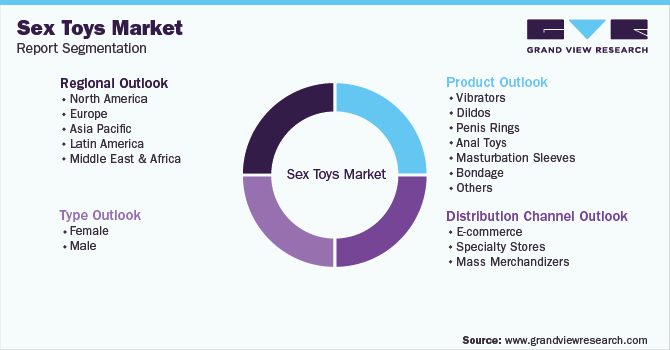 Sex Toys Market
Report Segmentation
GRAND VIEW RESEARCH
Regional Outlook
• North America
• Europe
• Asia Pacific
• Latin America
• Middle East & Africa
Type Outlook
• Female
• Male
Sex Toys Market
Product Outlook
• Vibrators
• Dildos
• Penis Rings
• Anal Toys
• Masturbation Sleeves
• Bondage
• Others
Distribution Channel Outlook
• E-commerce
• Specialty Stores
• Mass Merchandizers
Source: www.grandviewresearch.com